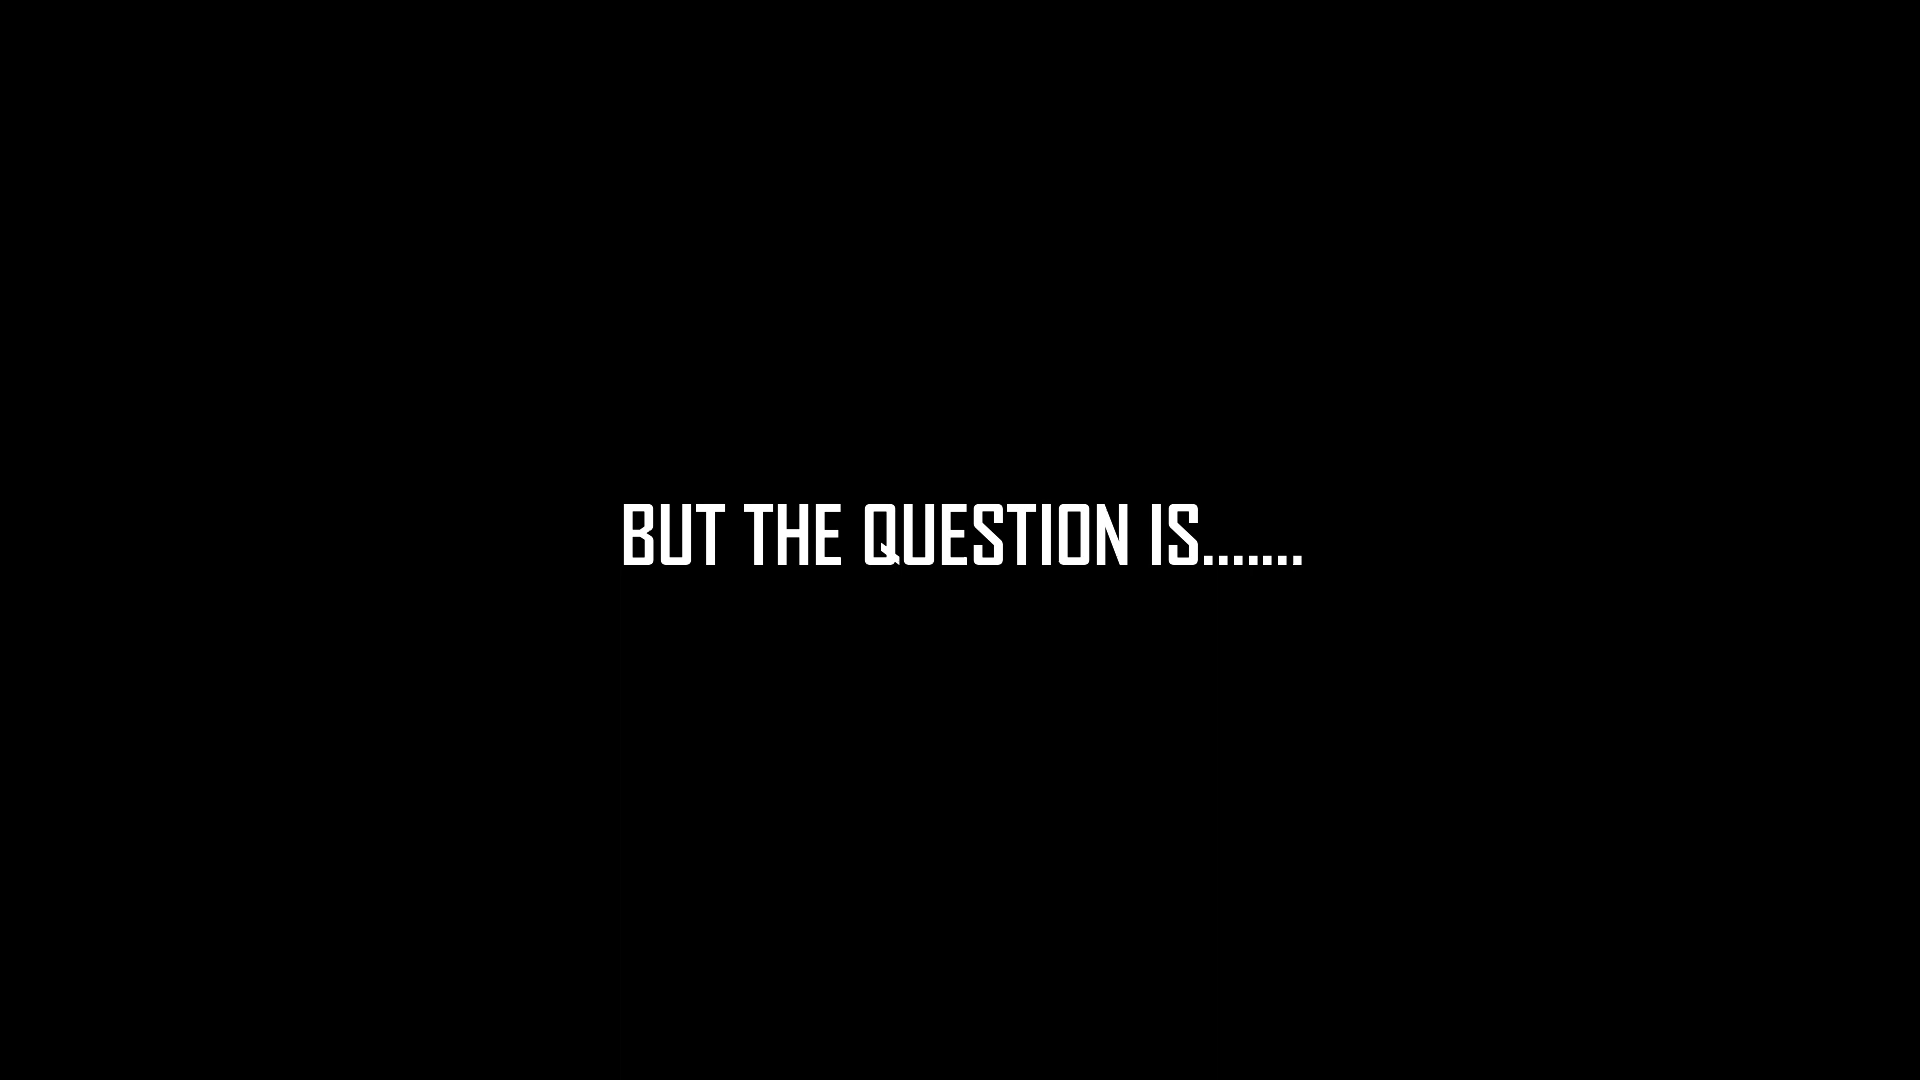 BUT THE QUESTION IS.......